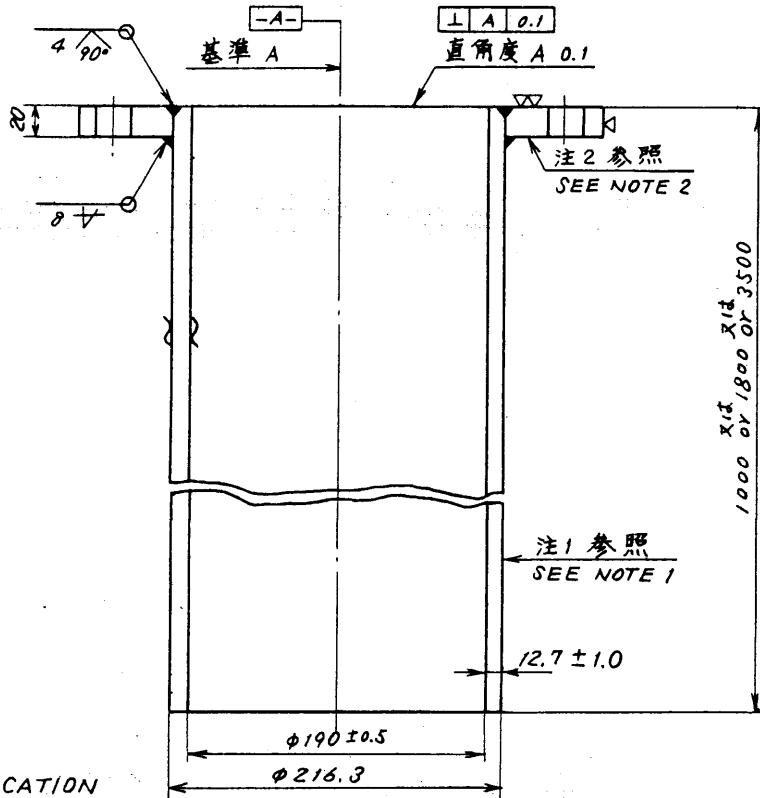 -A-
⊥ A 0.1
4 90°
基準 A
直角度 A 0.1
20
注2 参照
SEE NOTE 2
8
1000 又は or 1800 又は or 3500
注1 参照
SEE NOTE 1
12.7 ±1.0
φ190 ±0.5
φ216.3
CATION